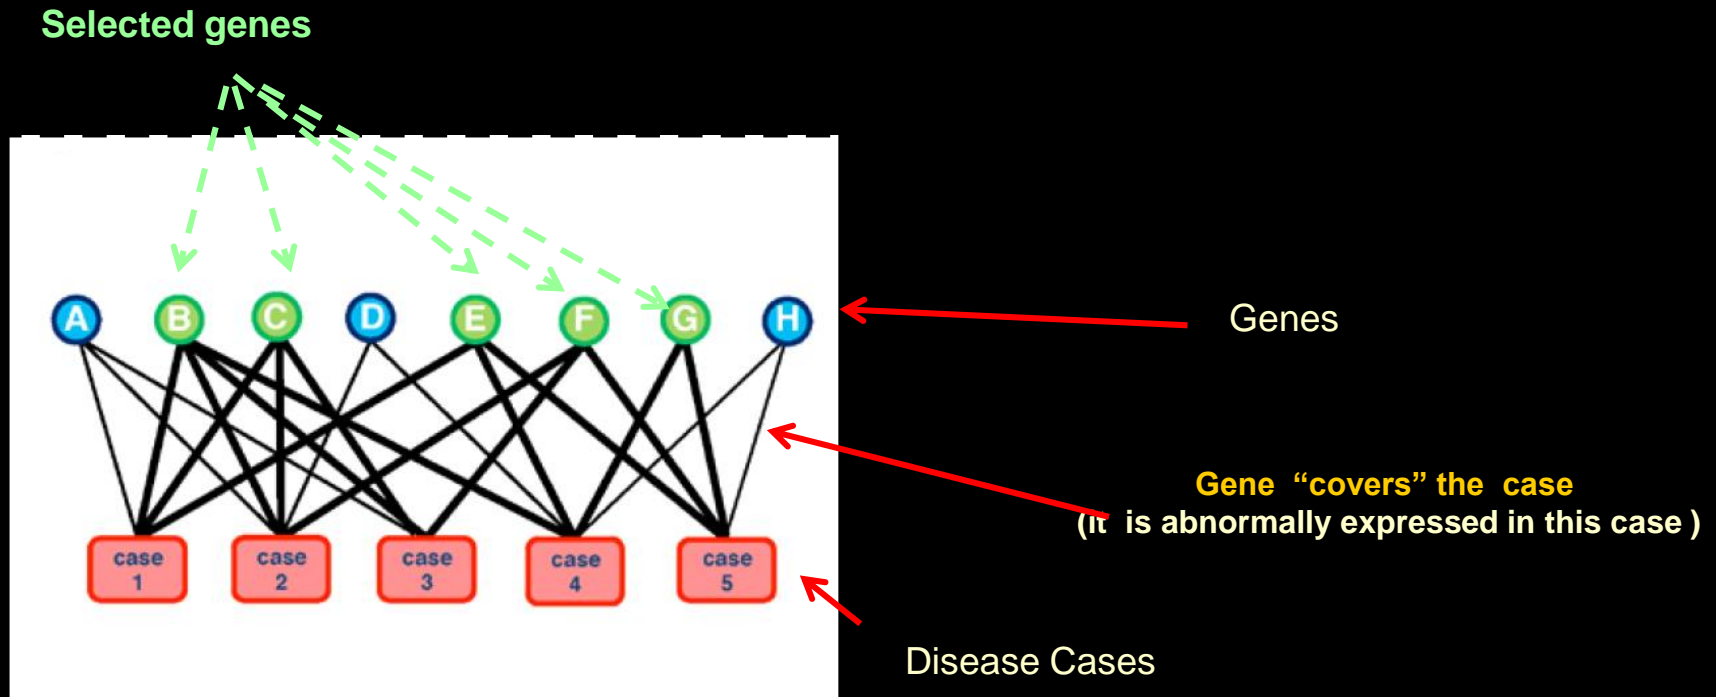 Selected genes
A B C D E F G H
Genes
Gene “covers” the case
(it is abnormally expressed in this case )
case
1
case
2
case
3
case
4
case
5
Disease Cases